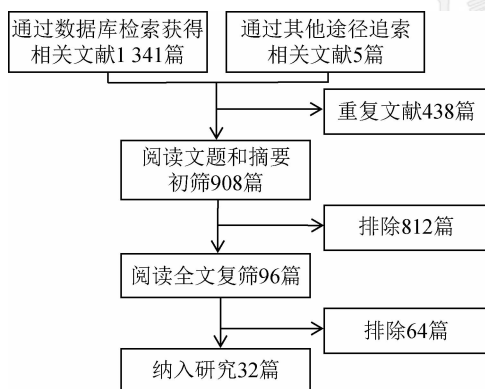 通过数据库检索获得
相关文献1 341篇
通过其他途径追索
相关文献5篇
重复文献438篇
阅读文题和摘要
初筛908篇
排除812篇
阅读全文复筛96篇
排除64篇
纳入研究32篇